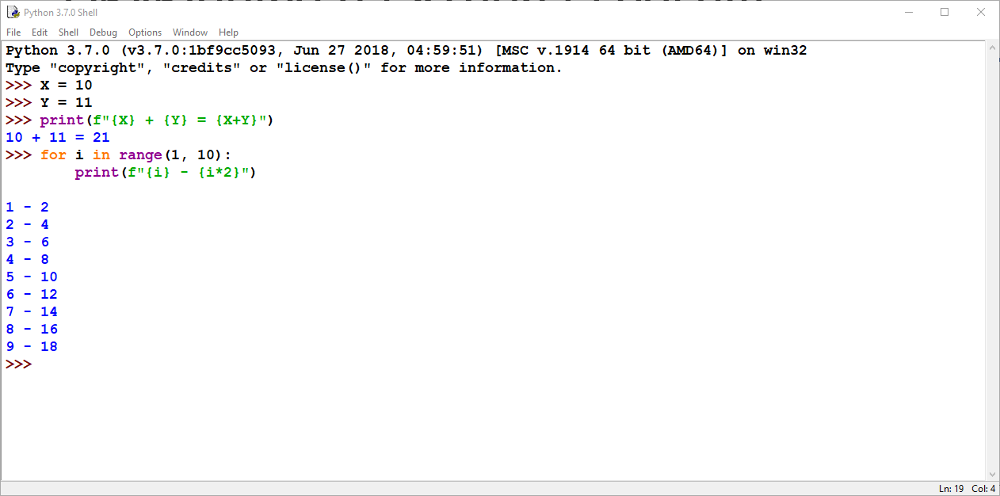 Python 3.7.0 Shell
File Edit Shell Debug Options Window Help
Python 3.7.0 (v3.7.0:1bf9cc5093, Jun 27 2018, 04:59:51) [MSC v.1914 64 bit (AMD64)] on win32
Type "copyright", "credits" or "license()" for more information.
>>> X = 10
>>> Y = 11
>>> print(f"{X} + {Y} = {X+Y}")
10 + 11 = 21
>>> for i in range(1, 10):
        print(f"{i} - {i*2}")
1 - 2
2 - 4
3 - 6
4 - 8
5 - 10
6 - 12
7 - 14
8 - 16
9 - 18
>>>
Ln: 19 Col: 4